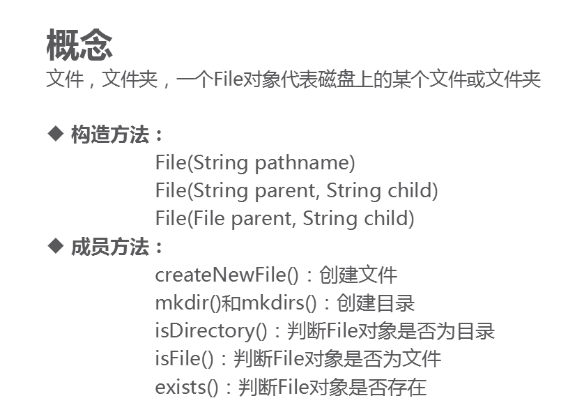 概念
文件，文件夹，一个File对象代表磁盘上的某个文件或文件夹
◆ 构造方法：
File(String pathname)
File(String parent, String child)
File(File parent, String child)
◆ 成员方法：
createNewFile()：创建文件
mkdir()和mkdirs()：创建目录
isDirectory()：判断File对象是否为目录
isFile()：判断File对象是否为文件
exists()：判断File对象是否存在